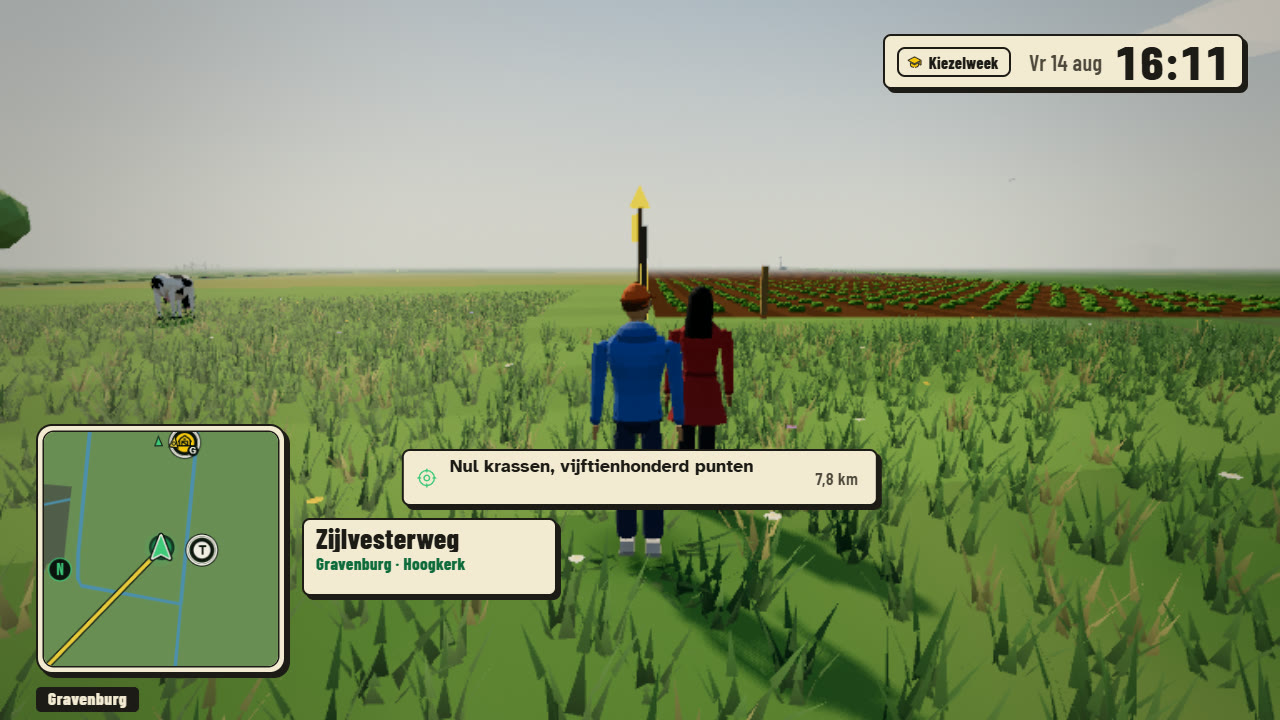 Kiezelweek
Vr 14 aug
16:11
Nul krassen, vijftienhonderd punten
7,8 km
Zijlvesterweg
Gravenburg · Hoogkerk
G
T
N
Gravenburg